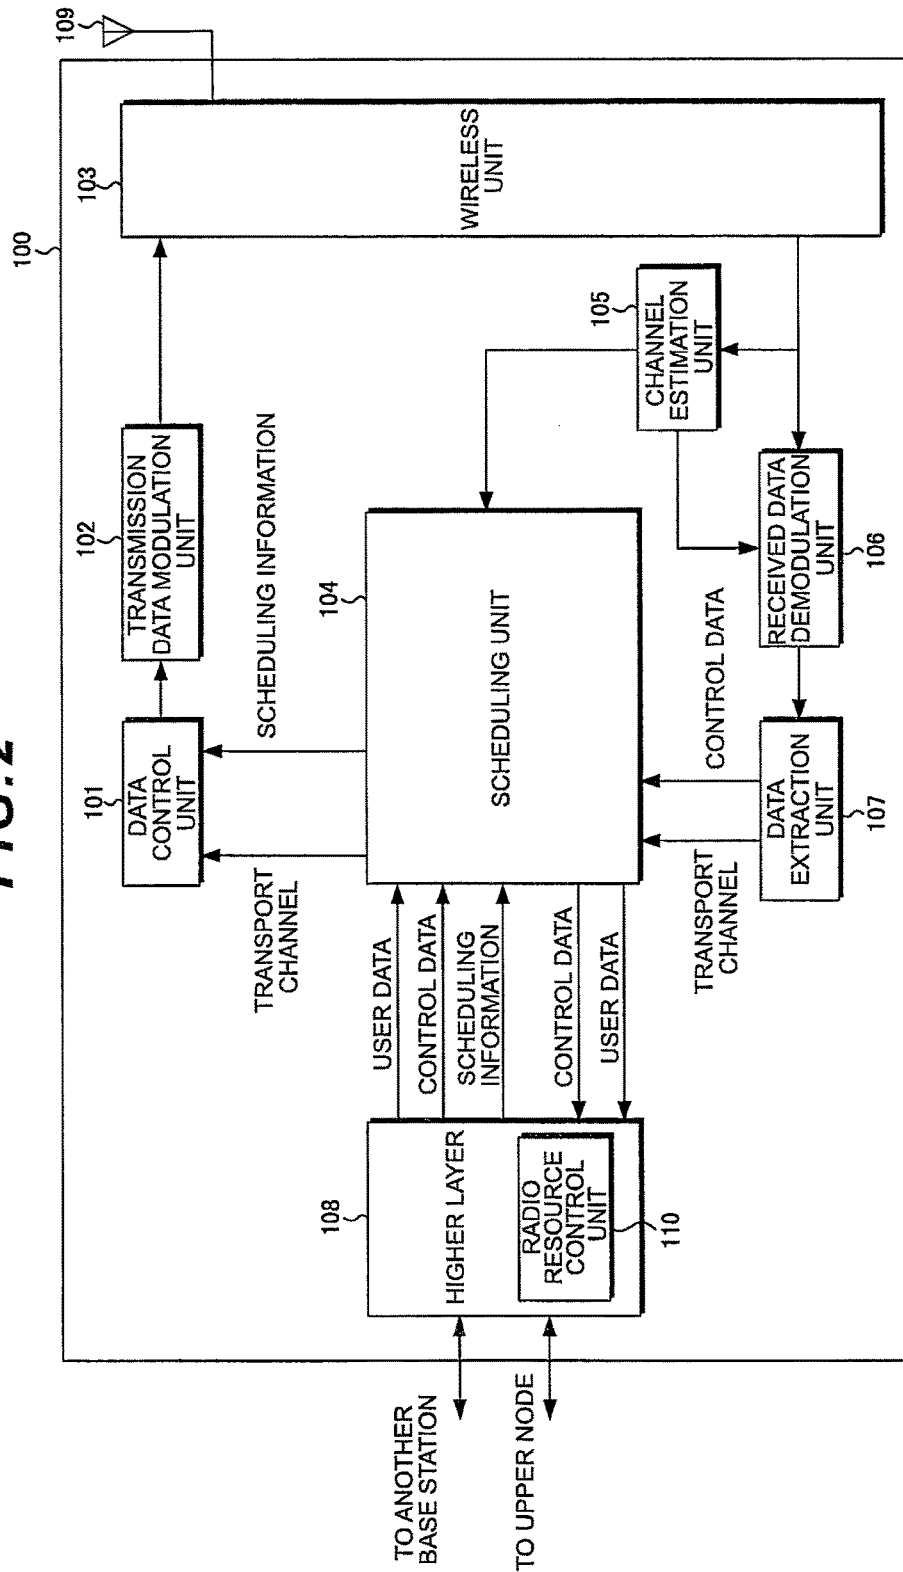 FIG. 2
100
109
101
DATA
CONTROL
UNIT
102
TRANSMISSION
DATA MODULATION
UNIT
103
WIRELESS
UNIT
TRANSPORT
CHANNEL
SCHEDULING INFORMATION
108
HIGHER LAYER
RADIO
RESOURCE
CONTROL
UNIT
110
TO ANOTHER
BASE STATION
TO UPPER NODE
USER DATA
CONTROL DATA
SCHEDULING
INFORMATION
CONTROL DATA
USER DATA
104
SCHEDULING UNIT
105
CHANNEL
ESTIMATION
UNIT
TRANSPORT
CHANNEL
CONTROL DATA
DATA
EXTRACTION
UNIT
107
RECEIVED DATA
DEMODULATION
UNIT
106